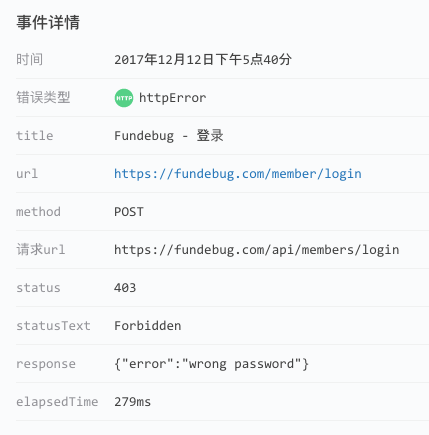 事件详情
时间 2017年12月12日下午5点40分
错误类型 HTTP httpError
title Fundebug - 登录
url https://fundebug.com/member/login
method POST
请求url https://fundebug.com/api/members/login
status 403
statusText Forbidden
response {"error":"wrong password"}
elapsedTime 279ms